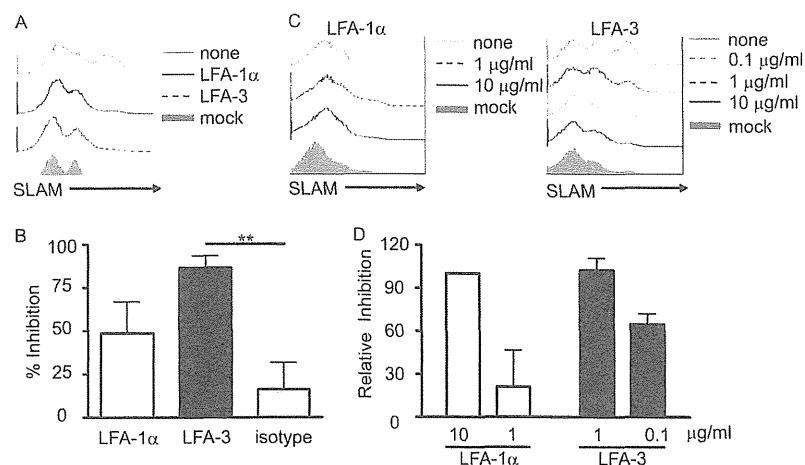 A
none
LFA-1α
LFA-3
mock
SLAM
C
LFA-1α
none
1 μg/ml
10 μg/ml
mock
SLAM
LFA-3
none
0.1 μg/ml
1 μg/ml
10 μg/ml
mock
SLAM
B
% Inhibition
100
75
50
25
0
**
LFA-1α
LFA-3
isotype
D
Relative Inhibition
120
90
60
30
0
10
1
1
0.1
μg/ml
LFA-1α
LFA-3